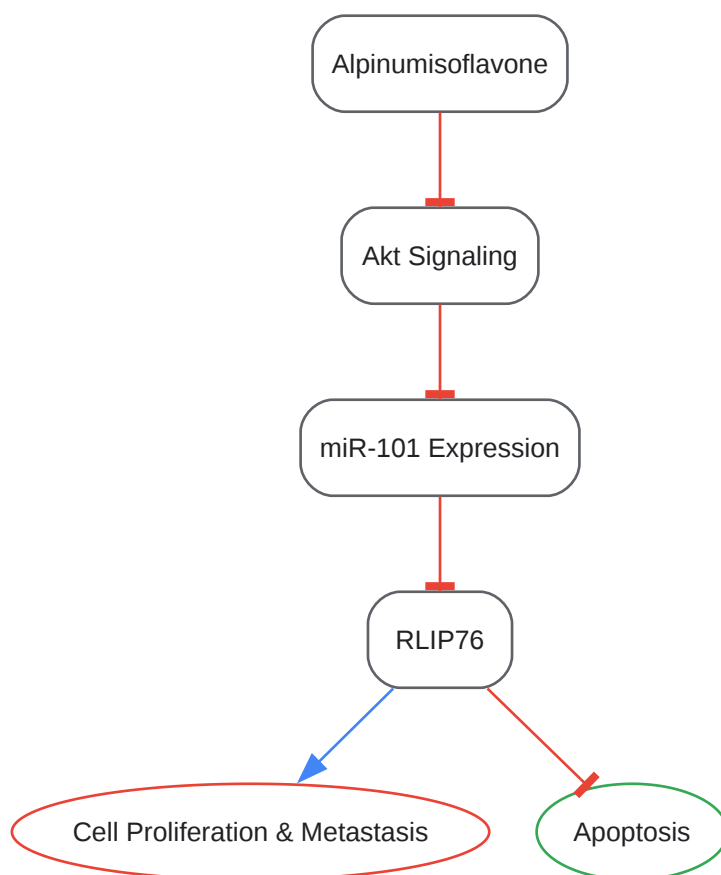 Alpinumisoflavone
Akt Signaling
miR-101 Expression
RLIP76
Cell Proliferation & Metastasis
Apoptosis